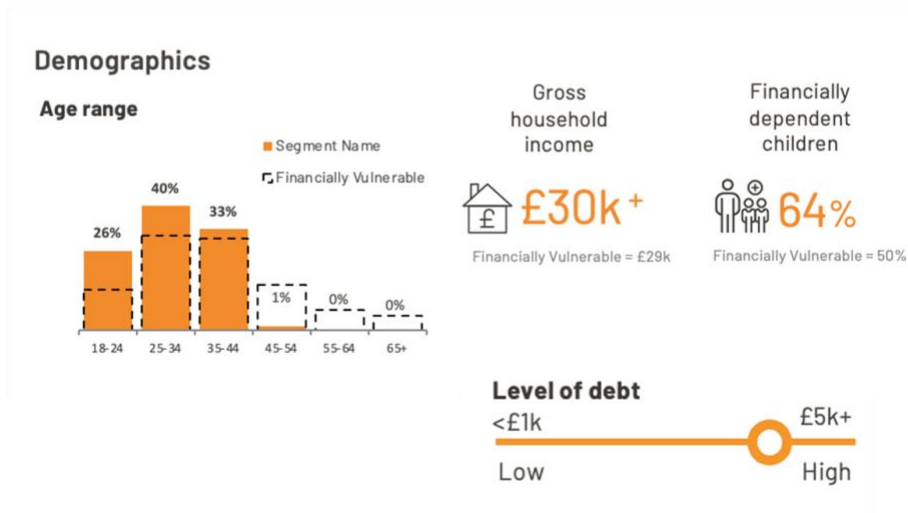 Demographics
Age range
Segment Name
Financially Vulnerable
26%
40%
33%
1%
0%
0%
18-24
25-34
35-44
45-54
55-64
65+
Gross
household
income
£
£30k+
Financially Vulnerable = £29k
Financially
dependent
children
64%
Financially Vulnerable = 50%
Level of debt
<£1k
£5k+
Low
High